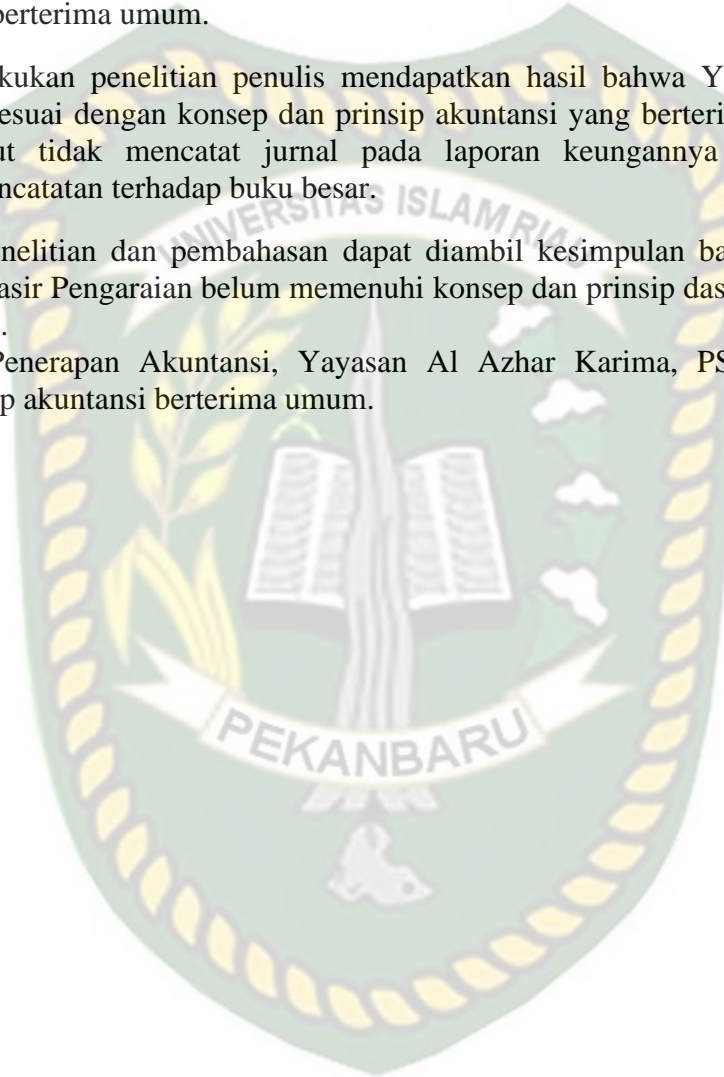 berterima umum.
kukan penelitian penulis mendapatkan hasil bahwa Y
esuai dengan konsep dan prinsip akuntansi yang berteri
ut tidak mencatat jurnal pada laporan keungannya
ncatatan terhadap buku besar.
UNIVERSITAS ISLAM RIAU
nelitian dan pembahasan dapat diambil kesimpulan ba
asir Pengaraian belum memenuhi konsep dan prinsip das
.
Penerapan Akuntansi, Yayasan Al Azhar Karima, PS
p akuntansi berterima umum.
PEKANBARU